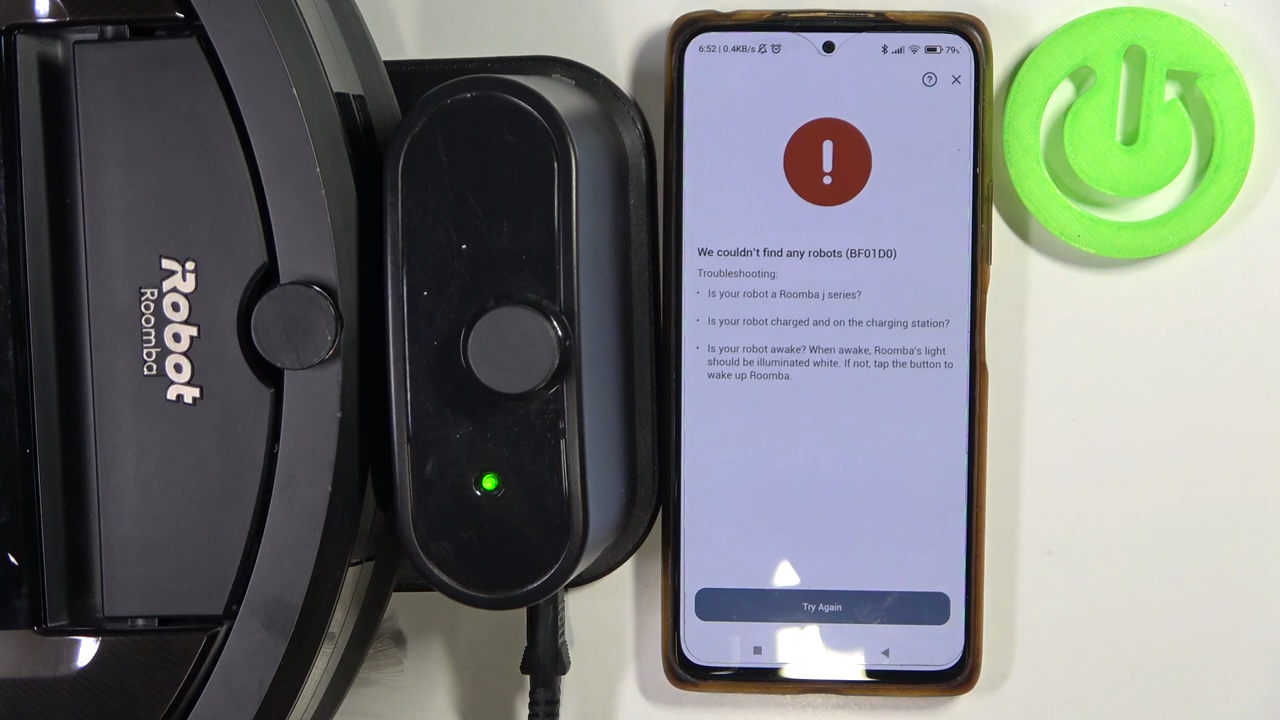 iRobot
Roomba
6:52 | 0.4KB/s
79
We couldn't find any robots (BF01D0)
Troubleshooting:
• Is your robot a Roomba j series?
• Is your robot charged and on the charging station?
• Is your robot awake? When awake, Roomba's light
should be illuminated white. If not, tap the button to
wake up Roomba.
Try Again